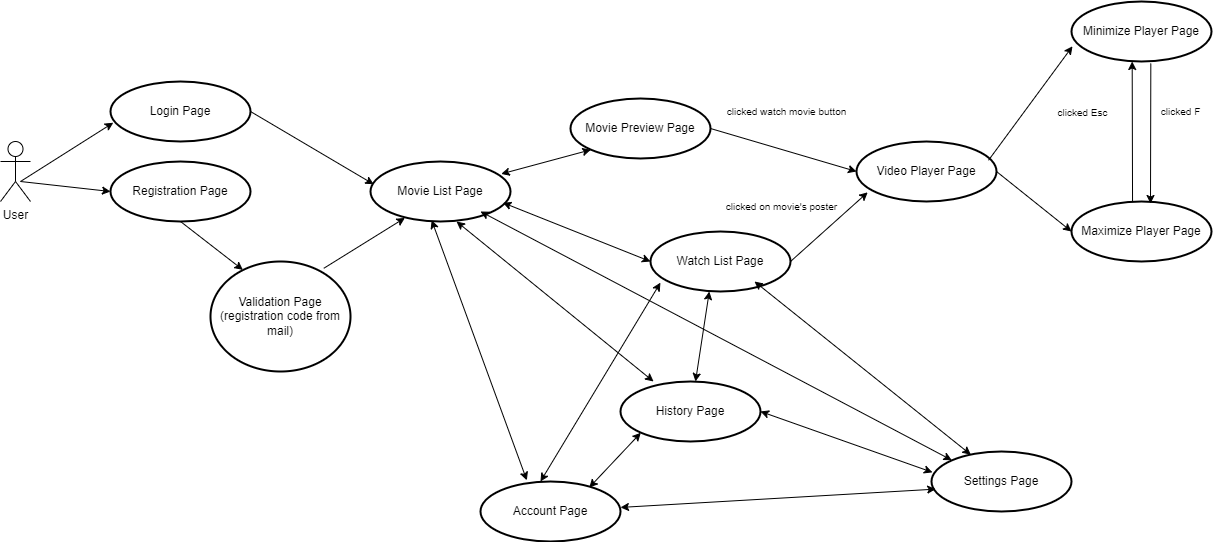 Minimize Player Page
Login Page
clicked watch movie button
clicked Esc
clicked F
Movie Preview Page
Video Player Page
Registration Page
Movie List Page
User
clicked on movie's poster
Maximize Player Page
Watch List Page
Validation Page
(registration code from
mail)
History Page
Settings Page
Account Page